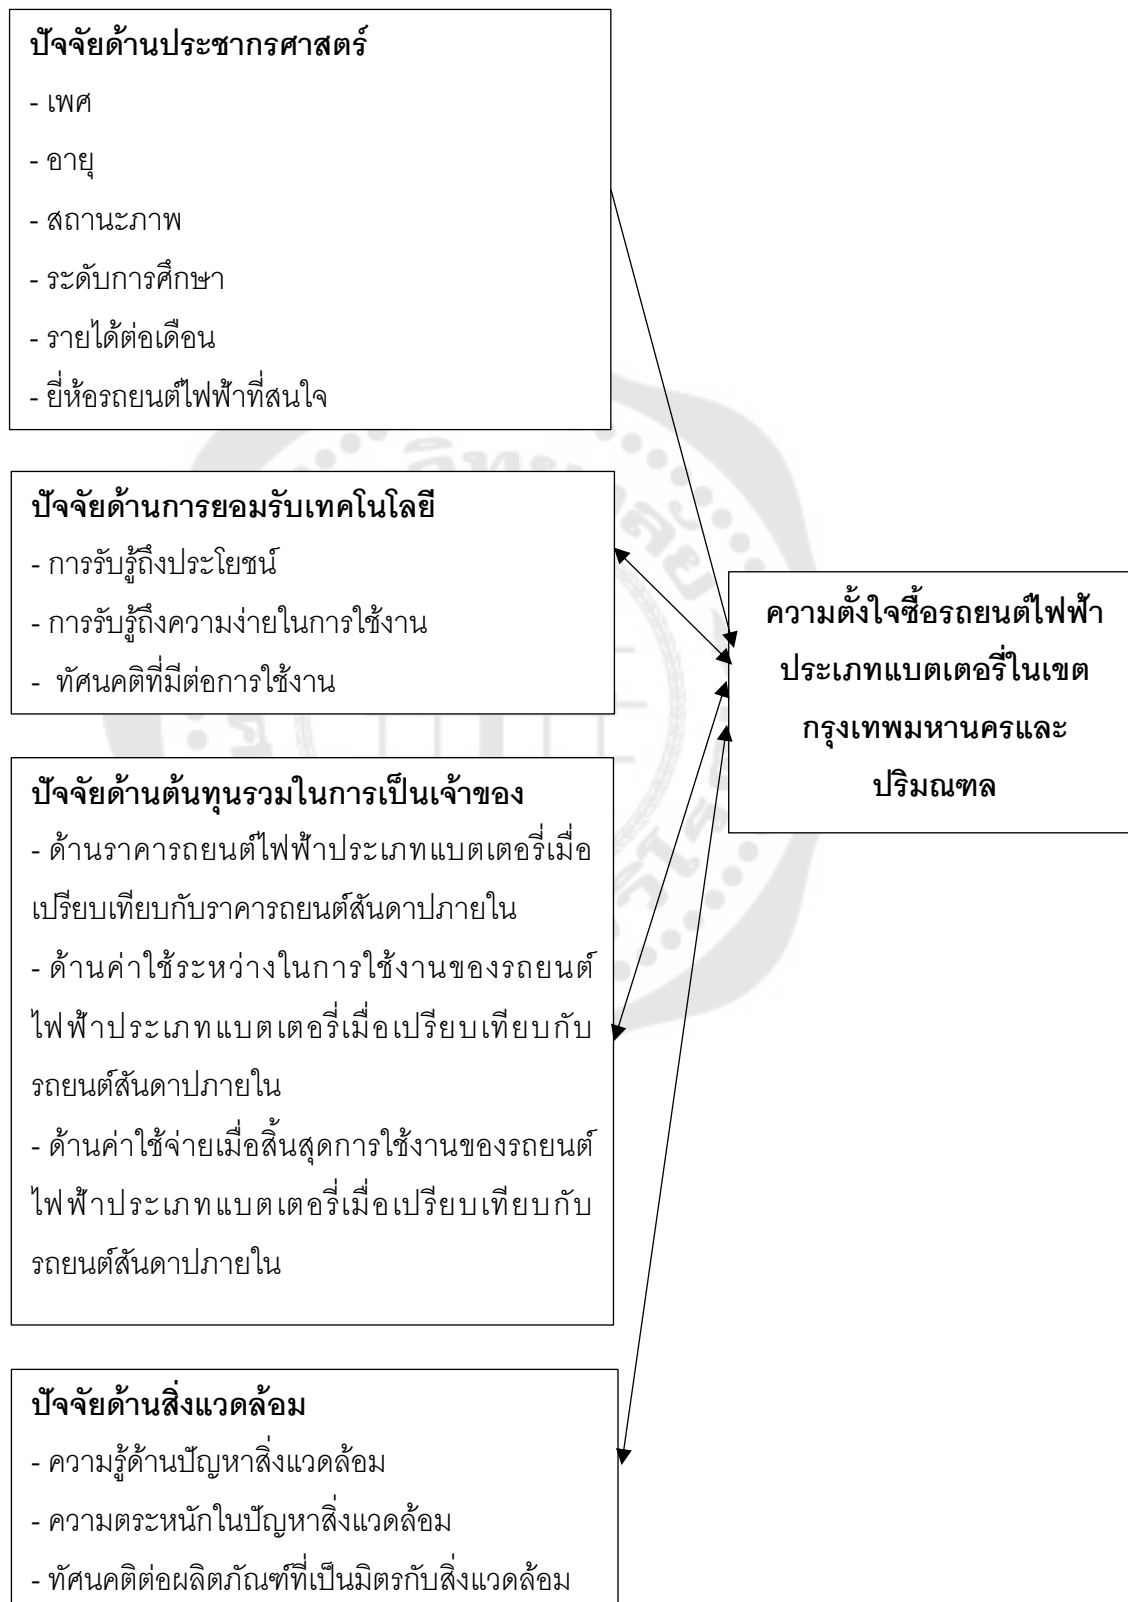 ปัจจัยด้านประชากรศาสตร์
- เพศ
- อายุ
- สถานะภาพ
- ระดับการศึกษา
- รายได้ต่อเดือน
- ยี่ห้อรถยนต์ไฟฟ้าที่สนใจ
ปัจจัยด้านการยอมรับเทคโนโลยี
- การรับรู้ถึงประโยชน์
- การรับรู้ถึงความง่ายในการใช้งาน
- ทัศนคติที่มีต่อการใช้งาน
ความตั้งใจซื้อรถยนต์ไฟฟ้า
ประเภทแบตเตอรี่ในเขต
กรุงเทพมหานครและ
ปริมณฑล
ปัจจัยด้านต้นทุนรวมในการเป็นเจ้าของ
- ด้านราคารถยนต์ไฟฟ้าประเภทแบตเตอรี่เมื่อ
เปรียบเทียบกับราคารถยนต์สันดาปภายใน
- ด้านค่าใช้ระหว่างในการใช้งานของรถยนต์
ไฟฟ้าประเภทแบตเตอรี่เมื่อเปรียบเทียบกับ
รถยนต์สันดาปภายใน
- ด้านค่าใช้จ่ายเมื่อสิ้นสุดการใช้งานของรถยนต์
ไฟฟ้าประเภทแบตเตอรี่เมื่อเปรียบเทียบกับ
รถยนต์สันดาปภายใน
ปัจจัยด้านสิ่งแวดล้อม
- ความรู้ด้านปัญหาสิ่งแวดล้อม
- ความตระหนักในปัญหาสิ่งแวดล้อม
- ทัศนคติต่อผลิตภัณฑ์ที่เป็นมิตรกับสิ่งแวดล้อม